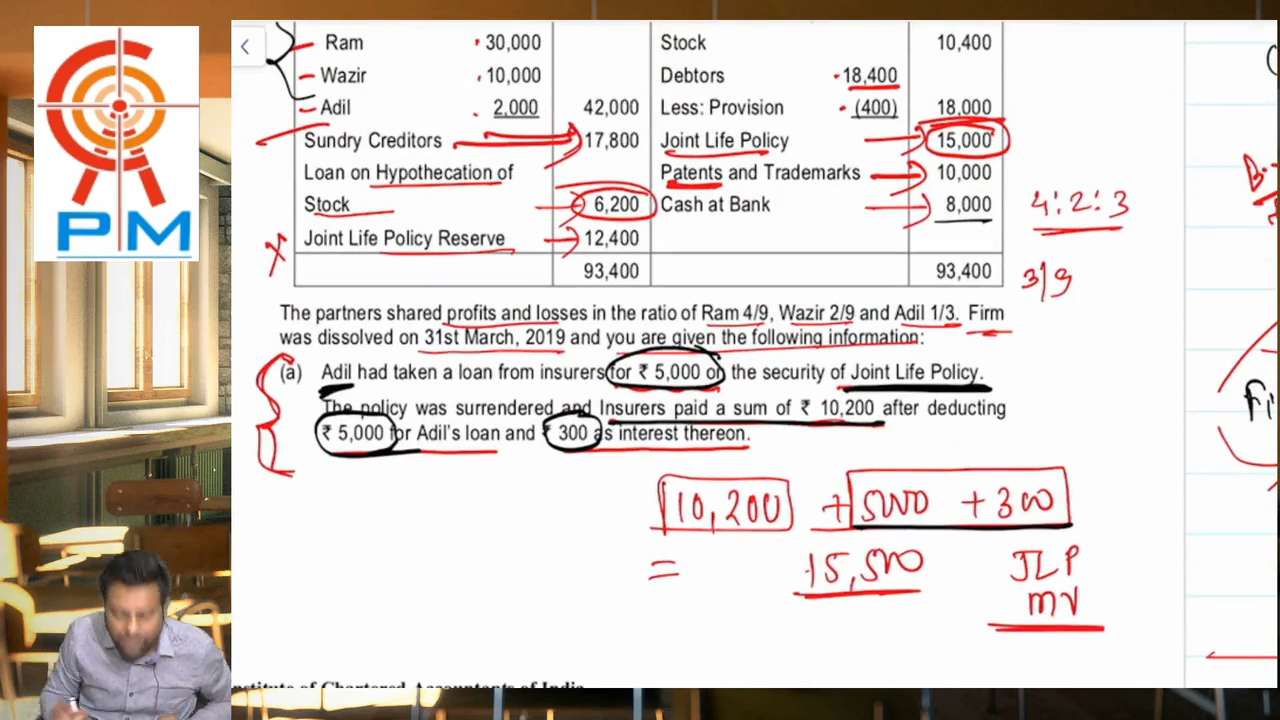 Ram 30,000 Stock 10,400
Wazir 10,000 Debtors 18,400
Adil 2,000 42,000 Less: Provision (400) 18,000
Sundry Creditors 17,800 Joint Life Policy 15,000
Loan on Hypothecation of Patents and Trademarks 10,000
Stock 6,200 Cash at Bank 8,000
4:2:3
Joint Life Policy Reserve 12,400
93,400 93,400
3/9
The partners shared profits and losses in the ratio of Ram 4/9, Wazir 2/9 and Adil 1/3. Firm
was dissolved on 31st March, 2019 and you are given the following information:
(a) Adil had taken a loan from insurers for ₹ 5,000 on the security of Joint Life Policy.
The policy was surrendered and Insurers paid a sum of ₹ 10,200 after deducting
₹ 5,000 for Adil's loan and ₹ 300 as interest thereon.
10,200 + 5000 + 300
= 15,500 JLP
MV
of Chartered Accountants of India
PM